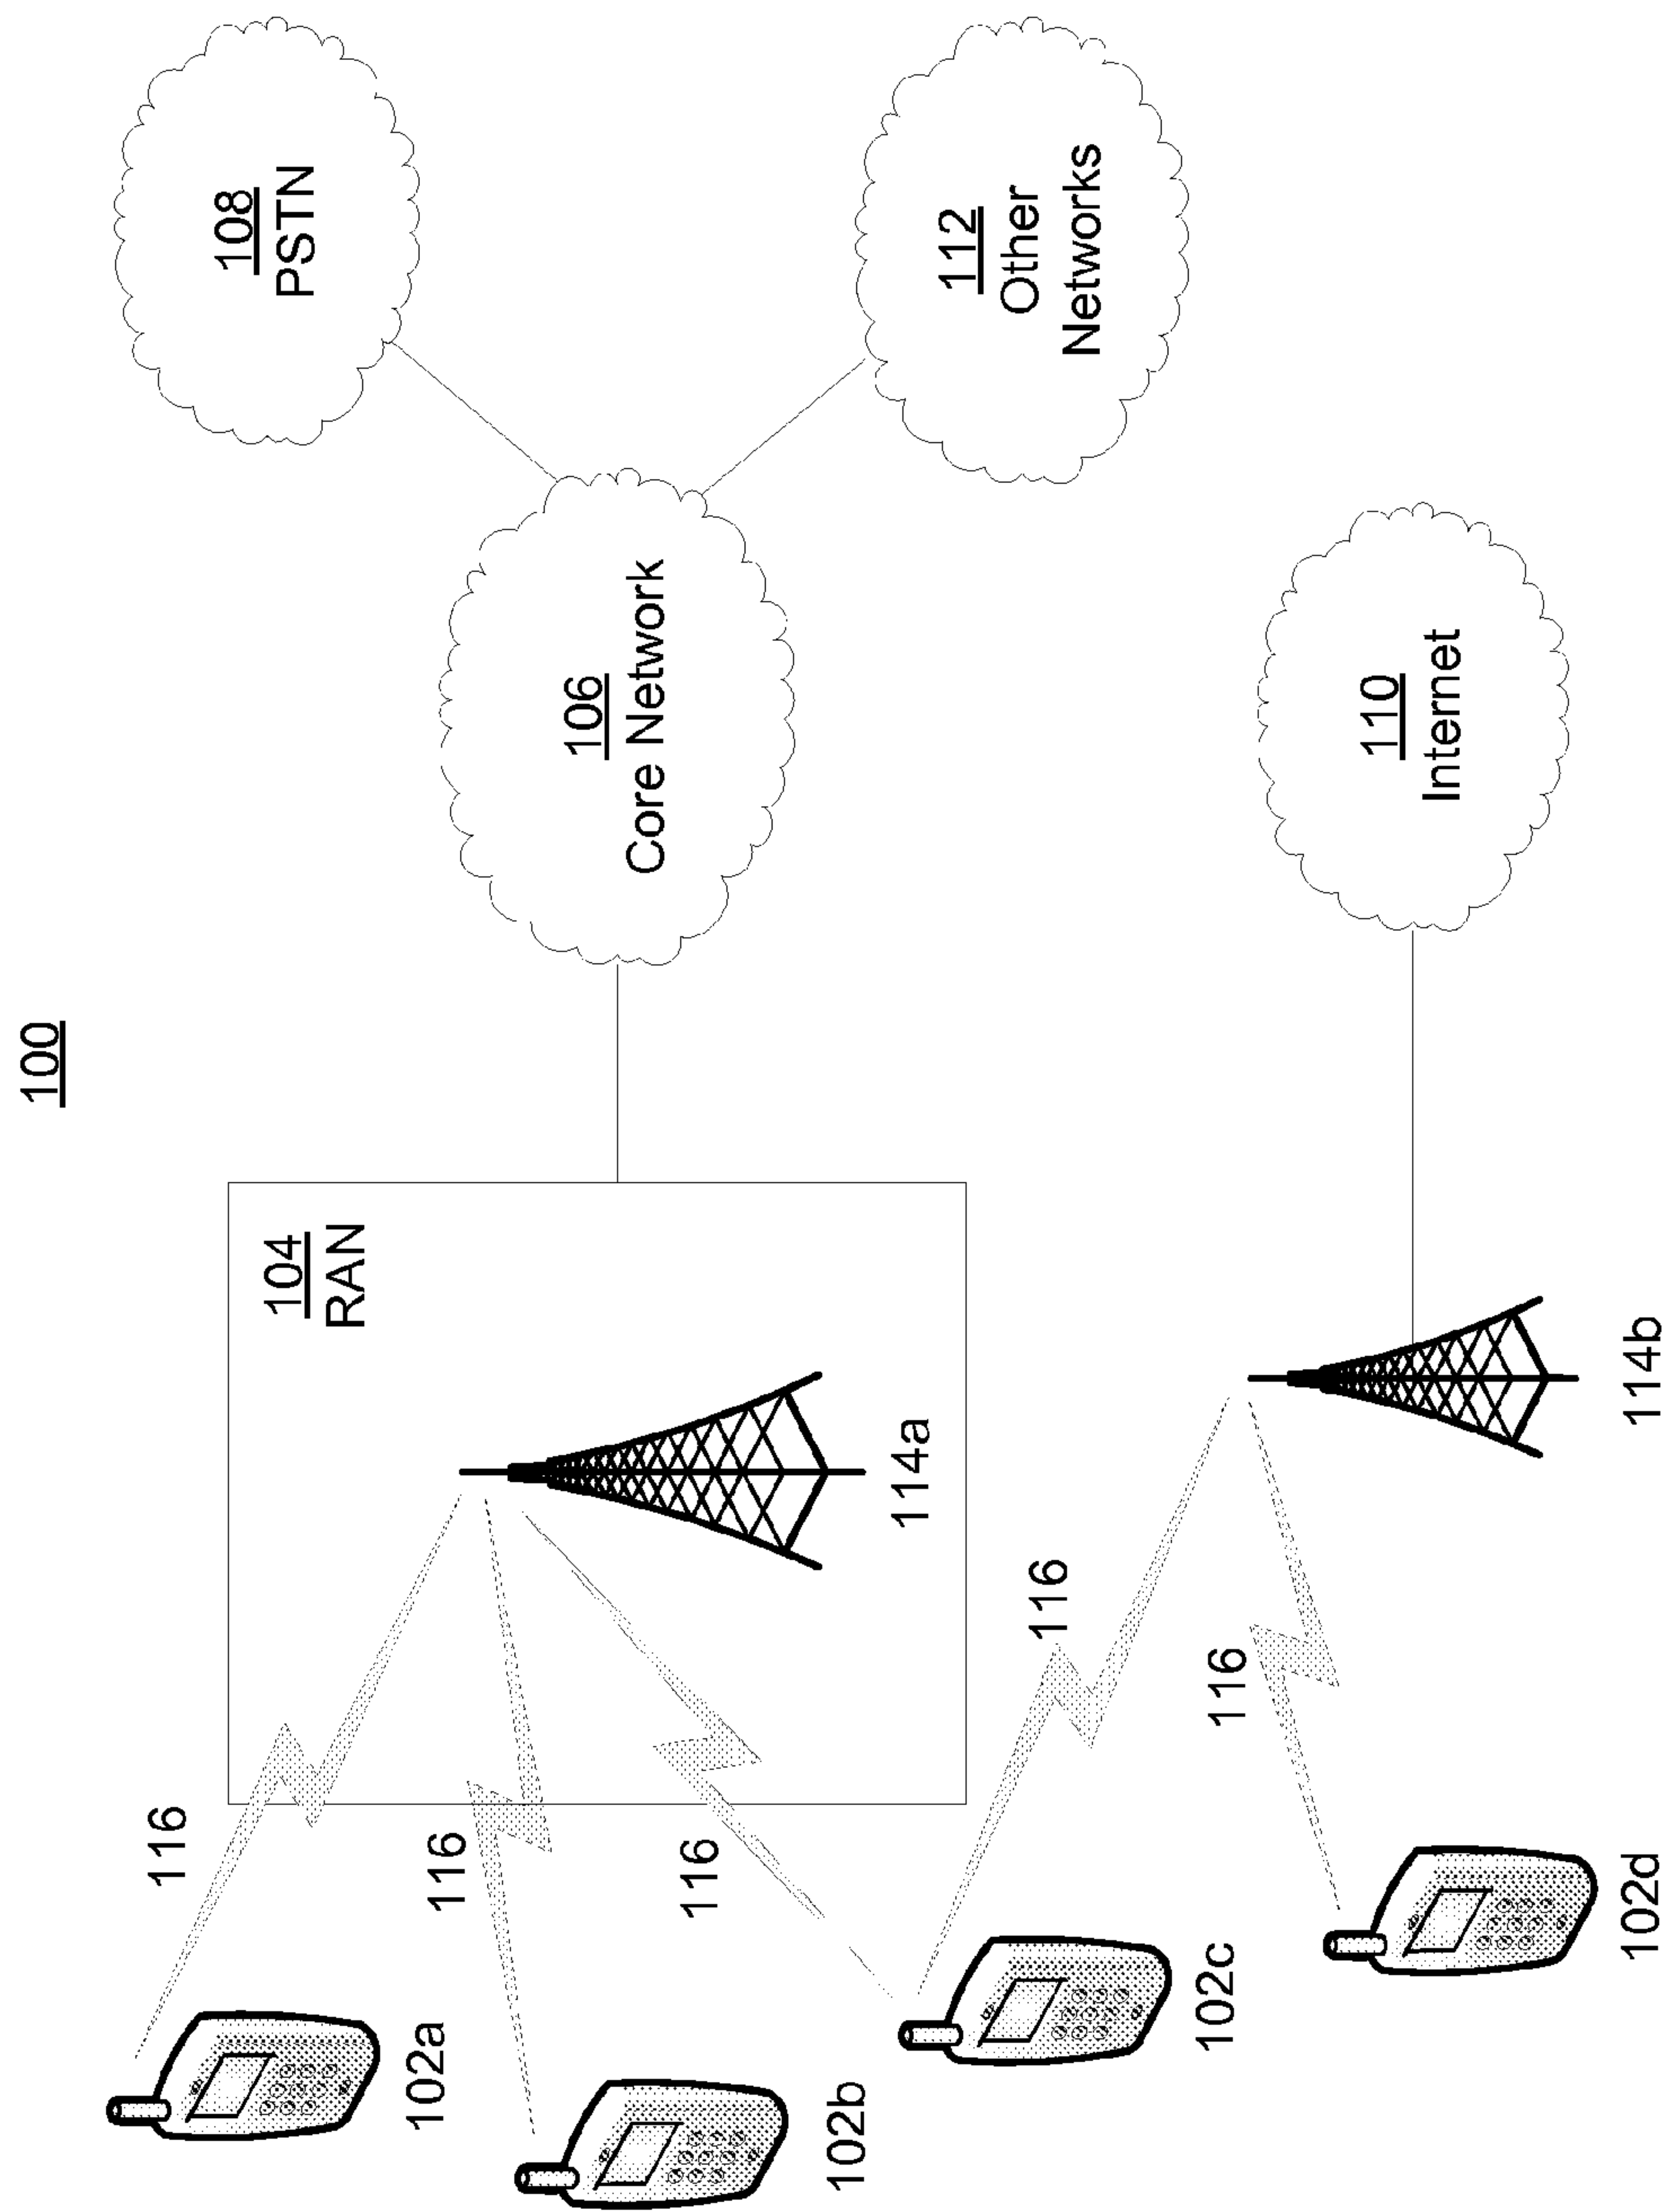 100
108
PSTN
104
RAN
106
Core Network
112
Other
Networks
114a
116
116
116
102a
102b
116
116
110
Internet
102c
114b
102d